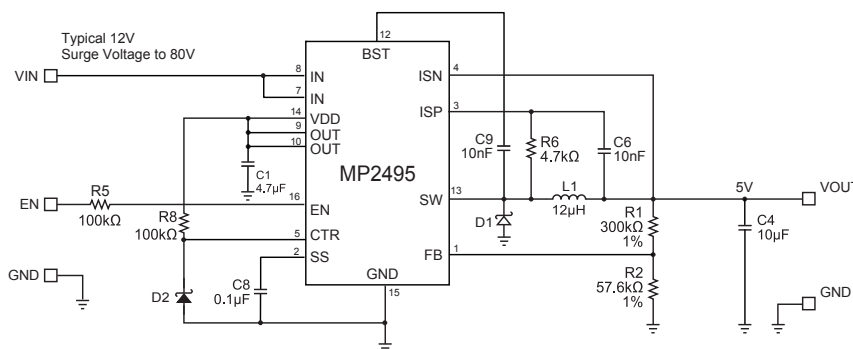 Typical 12V
Surge Voltage to 80V
VIN
EN
GND
R5
100kΩ
R8
100kΩ
D2
C1
4.7µF
C8
0.1µF
8
7
14
9
10
16
5
2
12
BST
IN
IN
VDD
OUT
OUT
MP2495
EN
CTR
SS
GND
15
ISN
ISP
SW
FB
4
3
13
1
C9
10nF
R6
4.7kΩ
C6
10nF
L1
12µH
D1
R1
300kΩ
1%
R2
57.6kΩ
1%
5V
C4
10µF
VOUT
GND